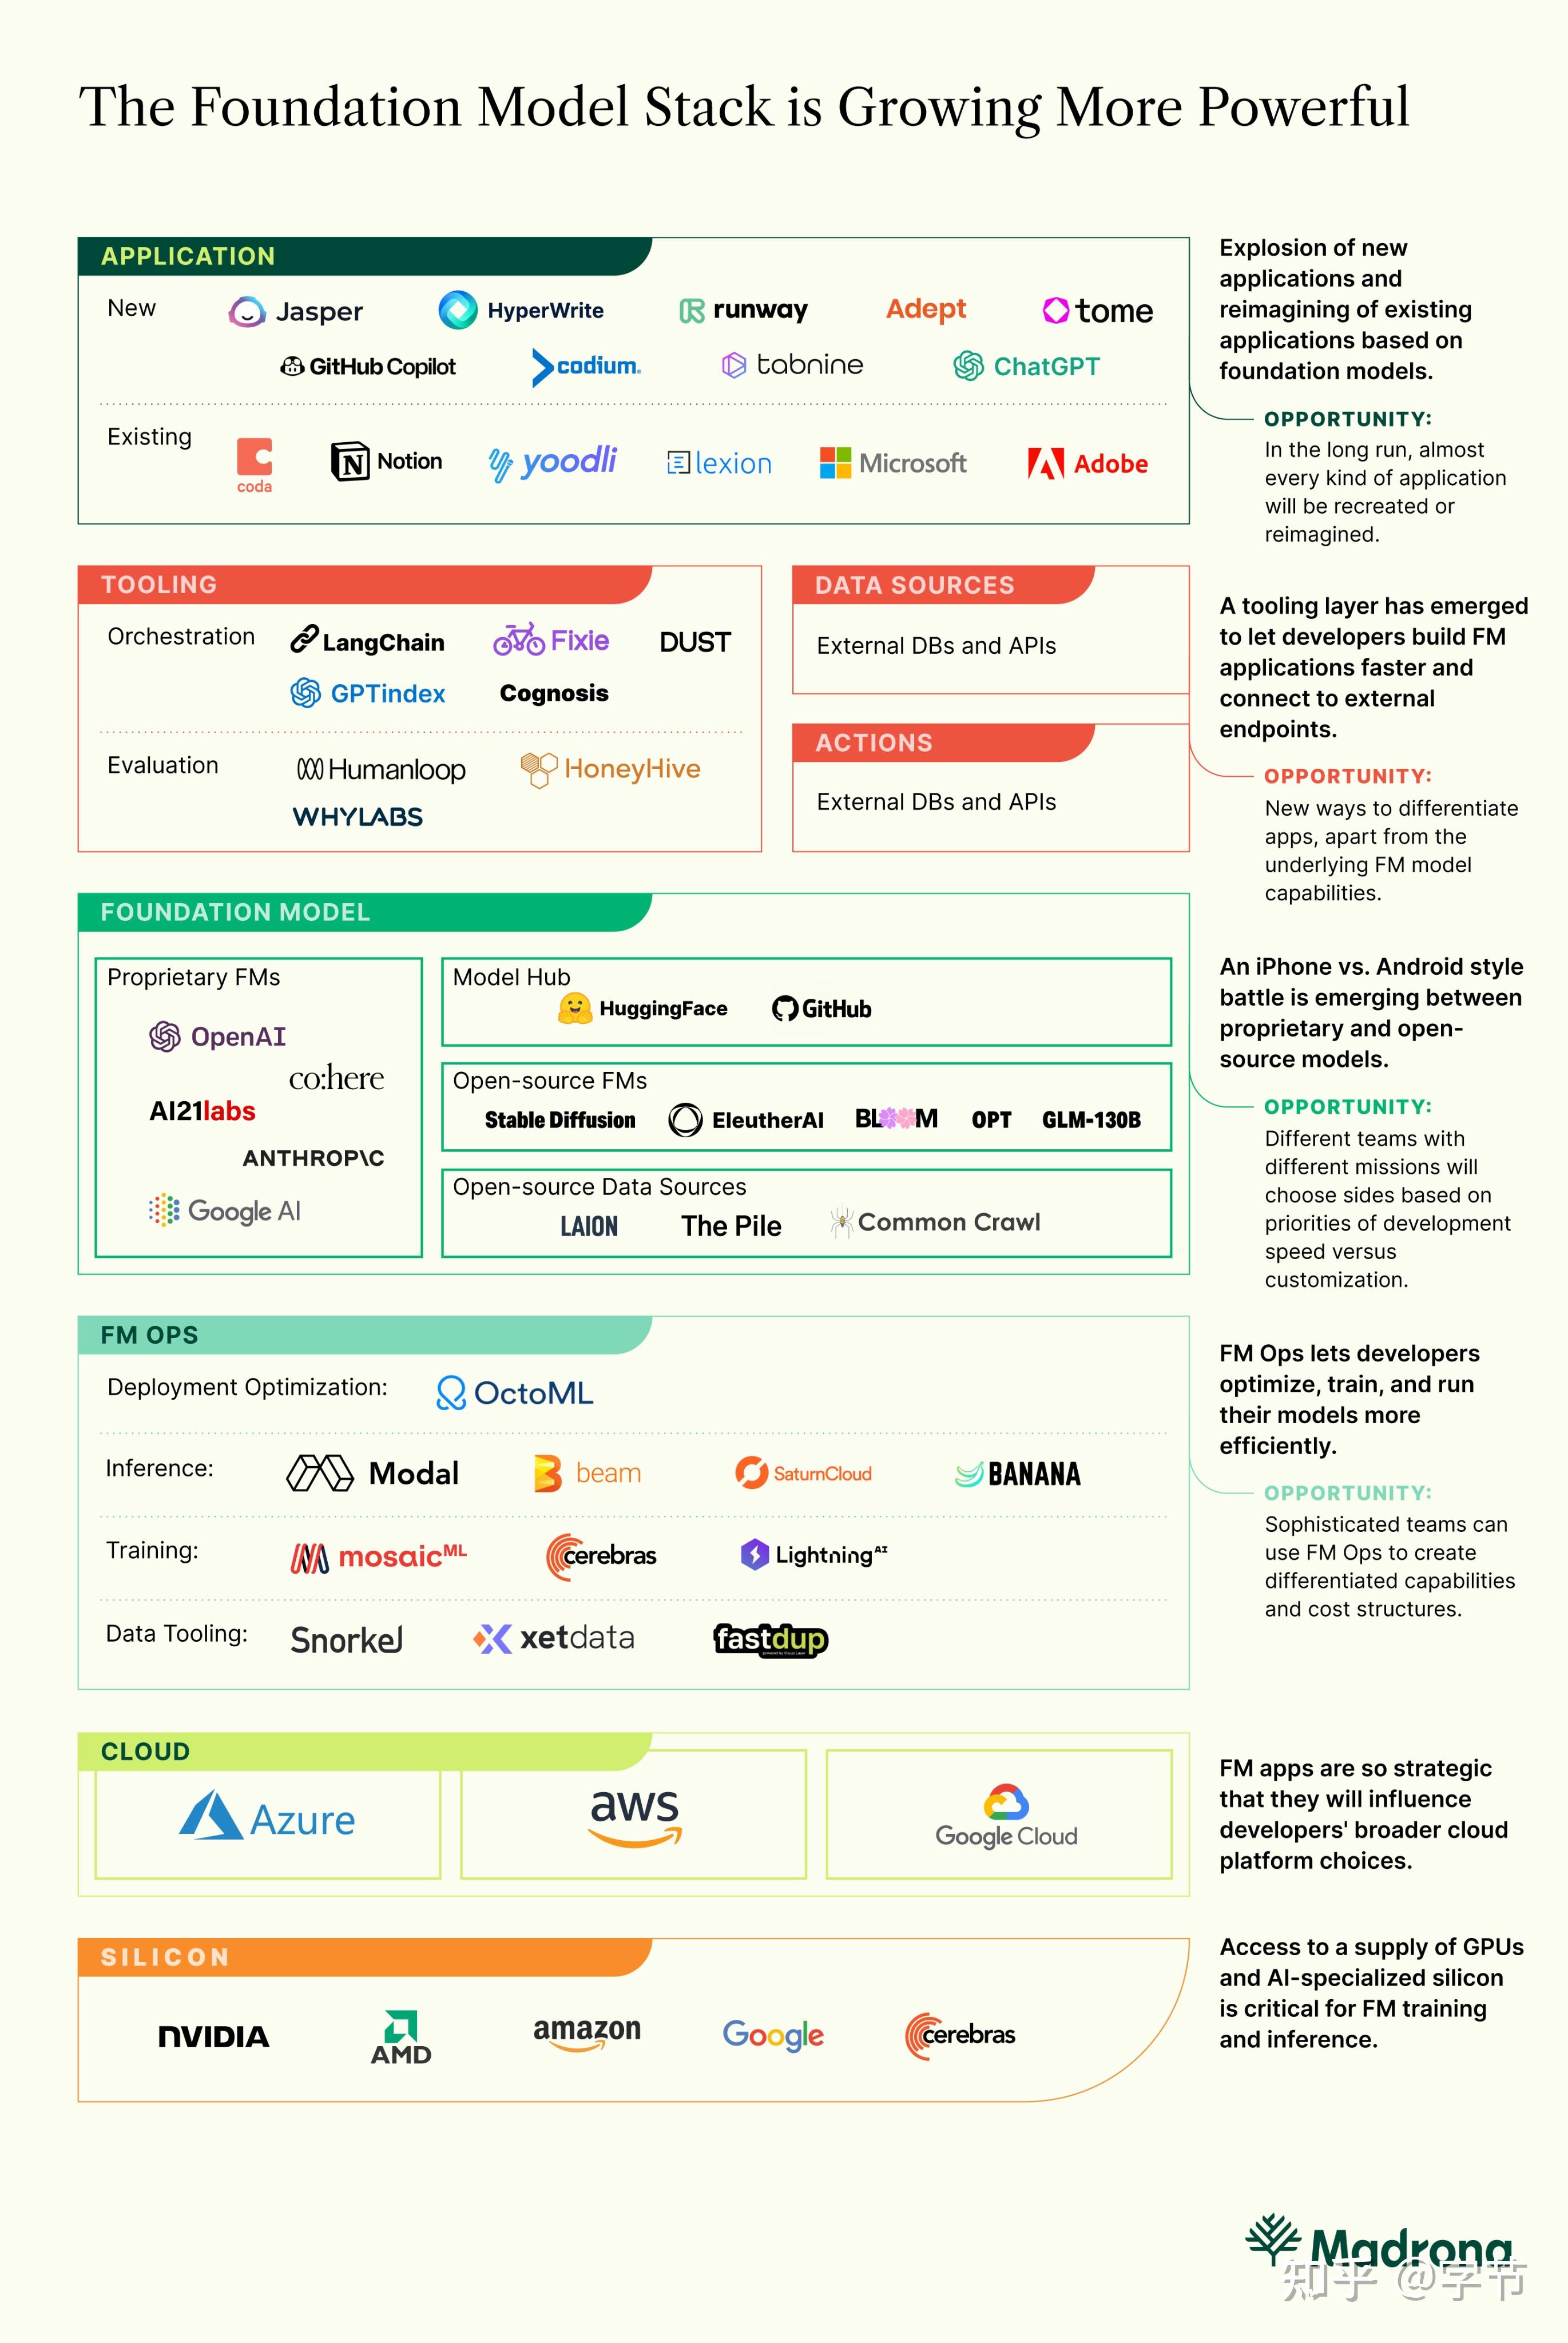 The Foundation Model Stack is Growing More Powerful
APPLICATION
New
Jasper
HyperWrite
runway
Adept
tome
GitHub Copilot
codium.
tabnine
ChatGPT
Existing
coda
Notion
yoodli
lexion
Microsoft
Adobe
Explosion of new
applications and
reimagining of existing
applications based on
foundation models.
OPPORTUNITY:
In the long run, almost
every kind of application
will be recreated or
reimagined.
TOOLING
Orchestration
LangChain
Fixie
DUST
GPTindex
Cognosis
Evaluation
Humanloop
HoneyHive
WHYLABS
DATA SOURCES
External DBs and APIs
ACTIONS
External DBs and APIs
A tooling layer has emerged
to let developers build FM
applications faster and
connect to external
endpoints.
OPPORTUNITY:
New ways to differentiate
apps, apart from the
underlying FM model
capabilities.
FOUNDATION MODEL
Proprietary FMs
OpenAI
co:here
AI21labs
ANTHROP\C
Google AI
Model Hub
HuggingFace
GitHub
Open-source FMs
Stable Diffusion
EleutherAI
BLOOM
OPT
GLM-130B
Open-source Data Sources
LAION
The Pile
Common Crawl
An iPhone vs. Android style
battle is emerging between
proprietary and open-
source models.
OPPORTUNITY:
Different teams with
different missions will
choose sides based on
priorities of development
speed versus
customization.
FM OPS
Deployment Optimization:
OctoML
Inference:
Modal
beam
SaturnCloud
BANANA
Training:
mosaicML
cerebras
LightningAI
Data Tooling:
Snorkel
xetdata
fastdup
FM Ops lets developers
optimize, train, and run
their models more
efficiently.
OPPORTUNITY:
Sophisticated teams can
use FM Ops to create
differentiated capabilities
and cost structures.
CLOUD
Azure
aws
Google Cloud
FM apps are so strategic
that they will influence
developers' broader cloud
platform choices.
SILICON
NVIDIA
AMD
amazon
Google
cerebras
Access to a supply of GPUs
and AI-specialized silicon
is critical for FM training
and inference.
Madrona
知乎 @字节